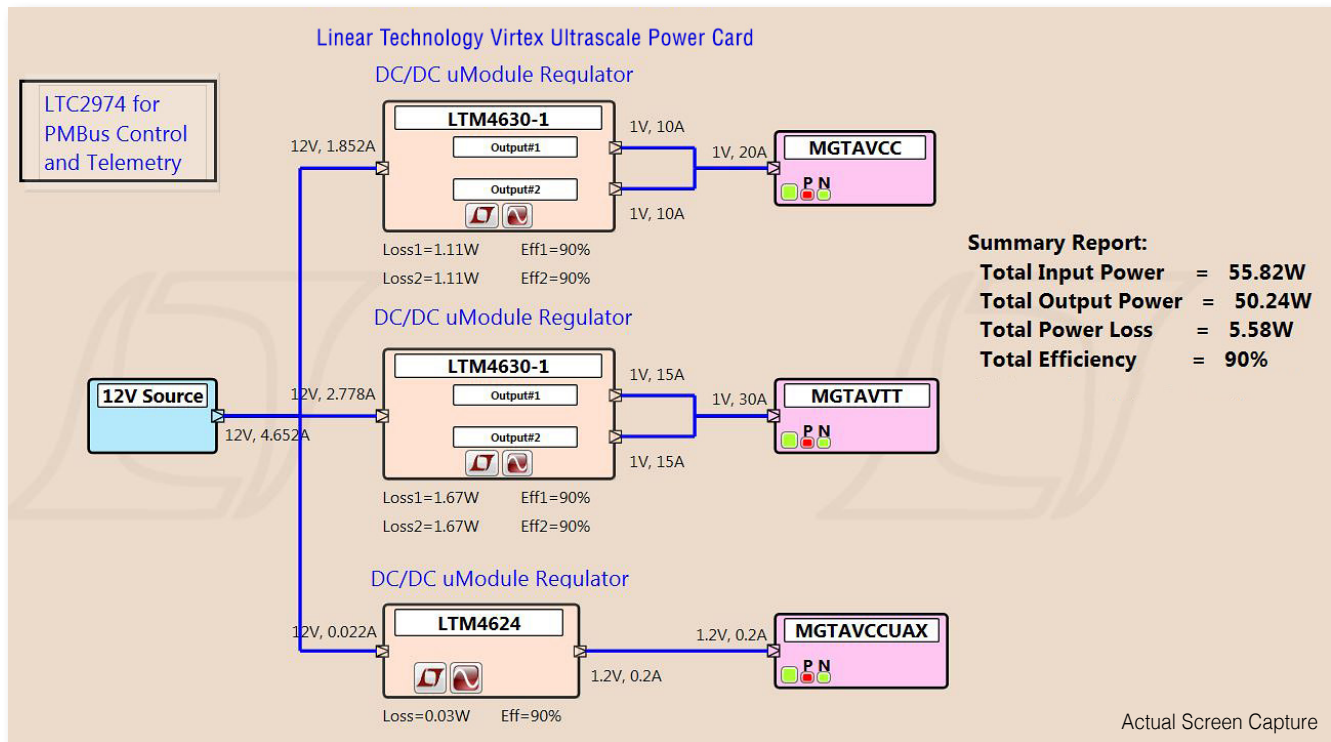 Linear Technology Virtex Ultrascale Power Card
LTC2974 for
PMBus Control
and Telemetry
DC/DC uModule Regulator
LTM4630-1
Output#1
Output#2
12V, 1.852A
1V, 10A
1V, 10A
1V, 20A
MGTAVCC
P N
Loss1=1.11W Eff1=90%
Loss2=1.11W Eff2=90%
Summary Report:
Total Input Power = 55.82W
Total Output Power = 50.24W
Total Power Loss = 5.58W
Total Efficiency = 90%
DC/DC uModule Regulator
LTM4630-1
Output#1
Output#2
12V Source
12V, 4.652A
12V, 2.778A
1V, 15A
1V, 15A
1V, 30A
MGTAVTT
P N
Loss1=1.67W Eff1=90%
Loss2=1.67W Eff2=90%
DC/DC uModule Regulator
LTM4624
12V, 0.022A
1.2V, 0.2A
1.2V, 0.2A
MGTAVCCUAX
P N
Loss=0.03W Eff=90%
Actual Screen Capture